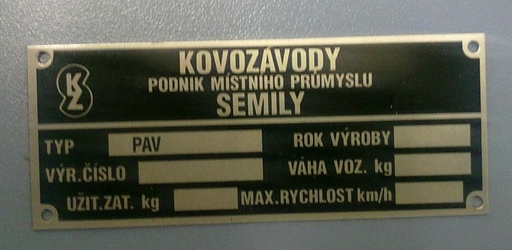 KOVOZÁVODY
PODNIK MÍSTNÍHO PRŮMYSLU
SEMILY
KZ
TYP PAV ROK VÝROBY
VÝR.ČÍSLO VÁHA VOZ. kg
UŽIT.ZAT. kg MAX.RYCHLOST km/h